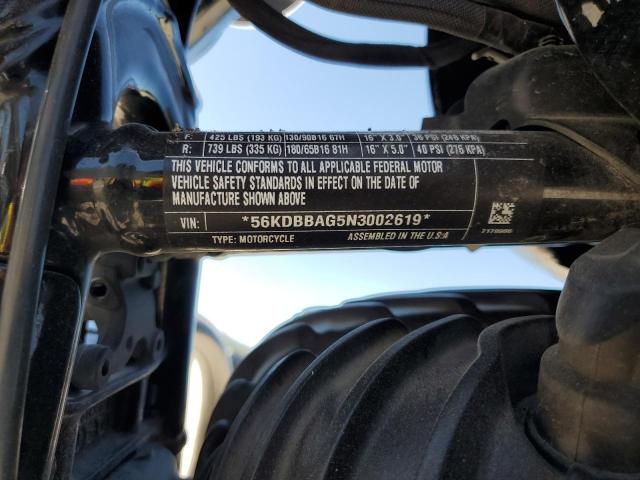 F: 425 LBS (193 KG) 130/90B16 67H 16" X 3.0" 36 PSI (248 KPA)
R: 739 LBS (335 KG) 180/65B16 81H 16" X 5.0" 40 PSI (276 KPA)
THIS VEHICLE CONFORMS TO ALL APPLICABLE FEDERAL MOTOR
VEHICLE SAFETY STANDARDS IN EFFECT ON THE DATE OF
MANUFACTURE SHOWN ABOVE
VIN: *56KDBBAG5N3002619*
TYPE: MOTORCYCLE ASSEMBLED IN THE U.S.A